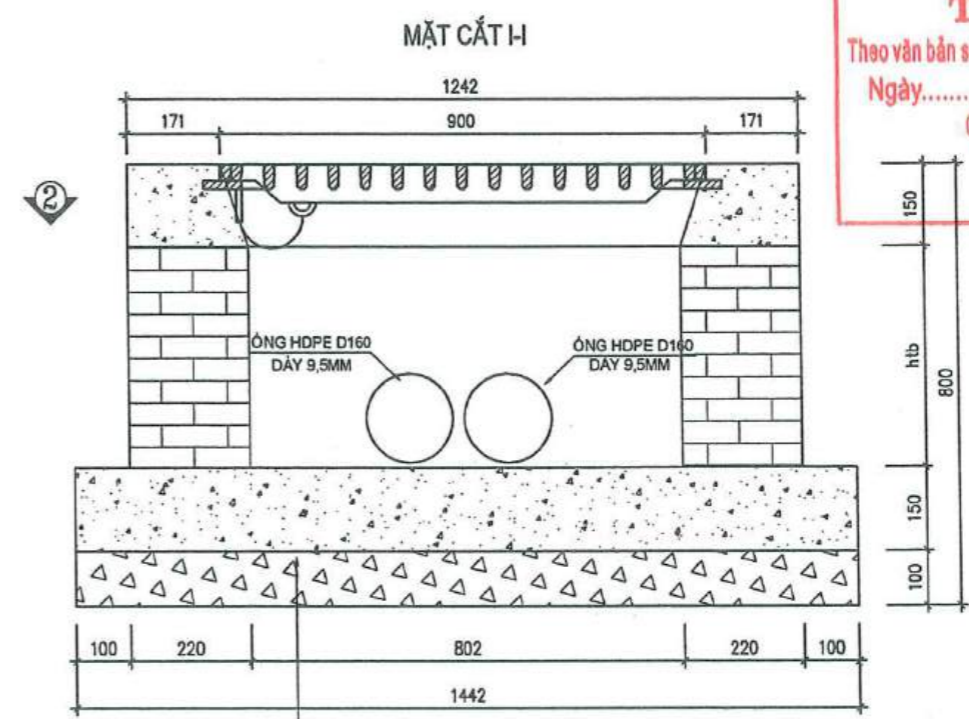 MẶT CẮT I-I
Theo văn bản s
Ngày.......
1242
171 900 171
2
150
htb
800
150
100
ỐNG HDPE D160
DÀY 9,5MM
ỐNG HDPE D160
DÀY 9,5MM
100 220 802 220 100
1442